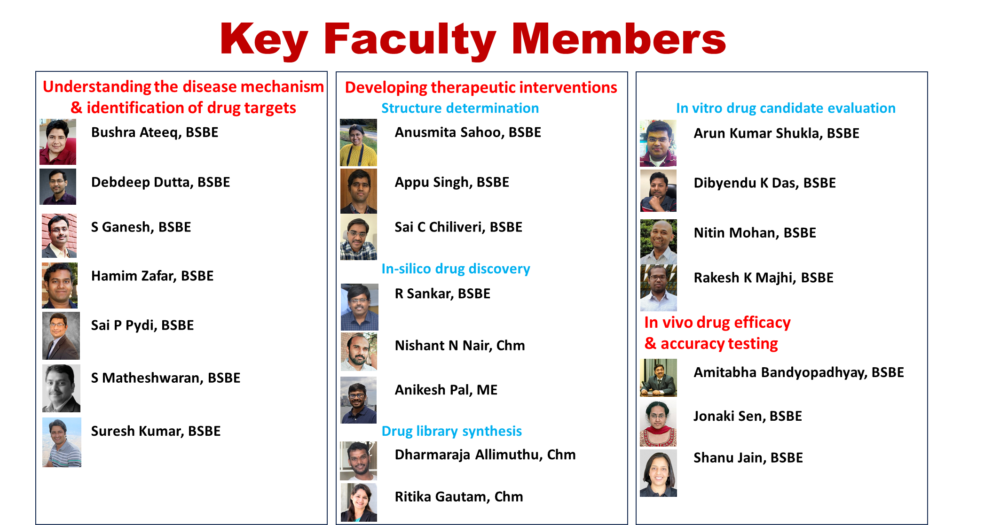 Key Faculty Members
Understanding the disease mechanism
& identification of drug targets
Bushra Ateeq, BSBE
Debdeep Dutta, BSBE
S Ganesh, BSBE
Hamim Zafar, BSBE
Sai P Pydi, BSBE
S Matheshwaran, BSBE
Suresh Kumar, BSBE
Developing therapeutic interventions
Structure determination
Anusmita Sahoo, BSBE
Appu Singh, BSBE
Sai C Chiliveri, BSBE
In-silico drug discovery
R Sankar, BSBE
Nishant N Nair, Chm
Anikesh Pal, ME
Drug library synthesis
Dharmaraja Allimuthu, Chm
Ritika Gautam, Chm
In vitro drug candidate evaluation
Arun Kumar Shukla, BSBE
Dibyendu K Das, BSBE
Nitin Mohan, BSBE
Rakesh K Majhi, BSBE
In vivo drug efficacy
& accuracy testing
Amitabha Bandyopadhyay, BSBE
Jonaki Sen, BSBE
Shanu Jain, BSBE